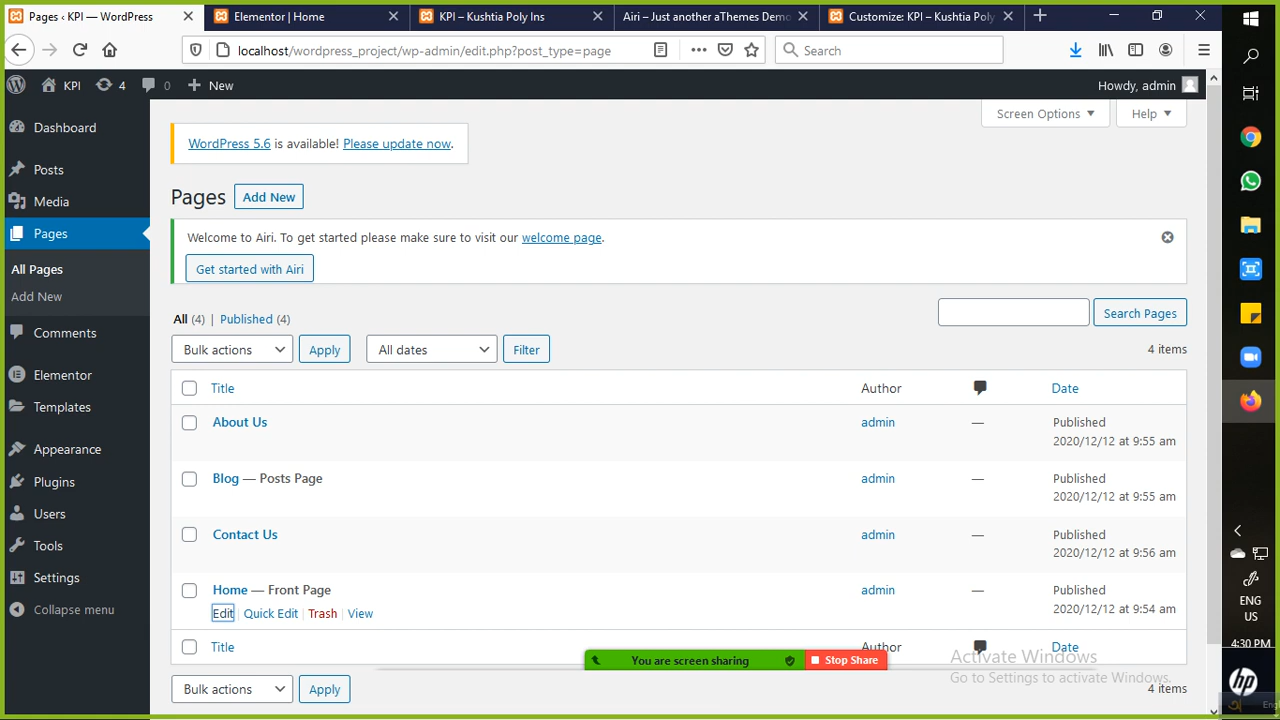 Pages ‹ KPI — WordPress
Elementor | Home
KPI – Kushtia Poly Ins
Airi – Just another aThemes Demo
Customize: KPI – Kushtia Poly
localhost/wordpress_project/wp-admin/edit.php?post_type=page
Search
KPI
4
0
New
Howdy, admin
Screen Options
Help
WordPress 5.6 is available! Please update now.
Pages
Add New
Welcome to Airi. To get started please make sure to visit our welcome page.
Get started with Airi
All (4) | Published (4)
Search Pages
Bulk actions
Apply
All dates
Filter
4 items
Title
Author
Date
About Us
admin
Published
2020/12/12 at 9:55 am
Blog — Posts Page
admin
Published
2020/12/12 at 9:55 am
Contact Us
admin
Published
2020/12/12 at 9:56 am
Home — Front Page
admin
Published
2020/12/12 at 9:54 am
Edit | Quick Edit | Trash | View
Title
Author
Date
Bulk actions
Apply
4 items
Dashboard
Posts
Media
Pages
All Pages
Add New
Comments
Elementor
Templates
Appearance
Plugins
Users
Tools
Settings
Collapse menu
You are screen sharing
Stop Share
Activate Windows
Go to Settings to activate Windows.
ENG
US
4:30 PM
hp